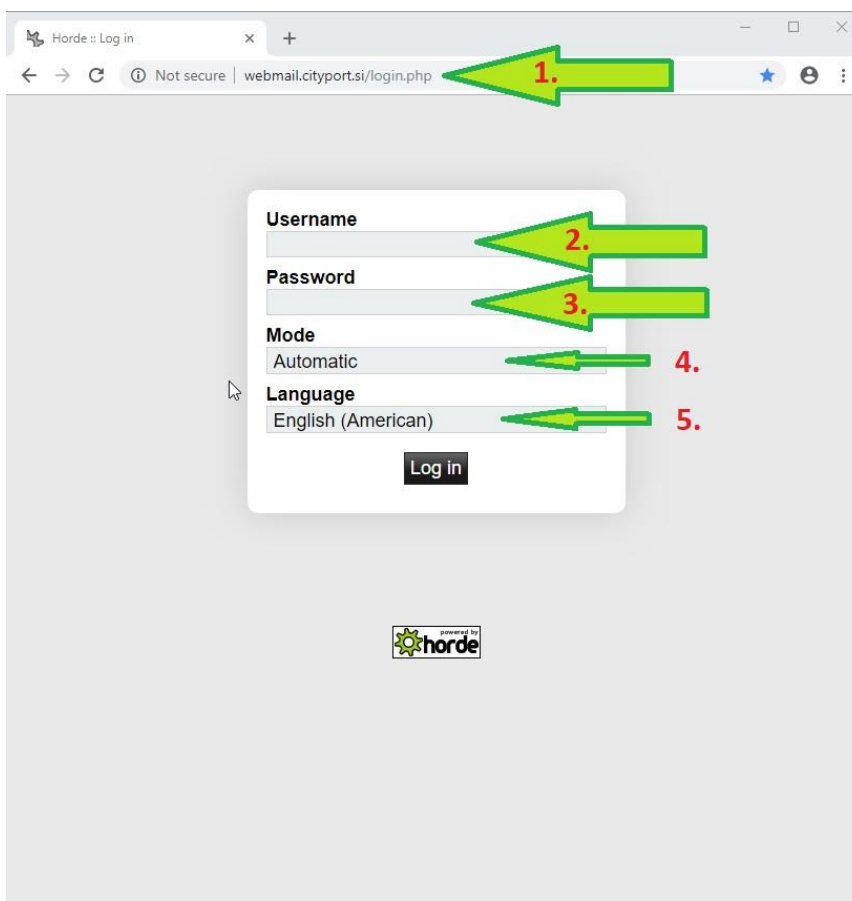 Horde :: Log in
Not secure | webmail.cityport.si/login.php 1.
Username
2.
Password
3.
Mode
Automatic 4.
Language
English (American) 5.
Log in
powered by
horde